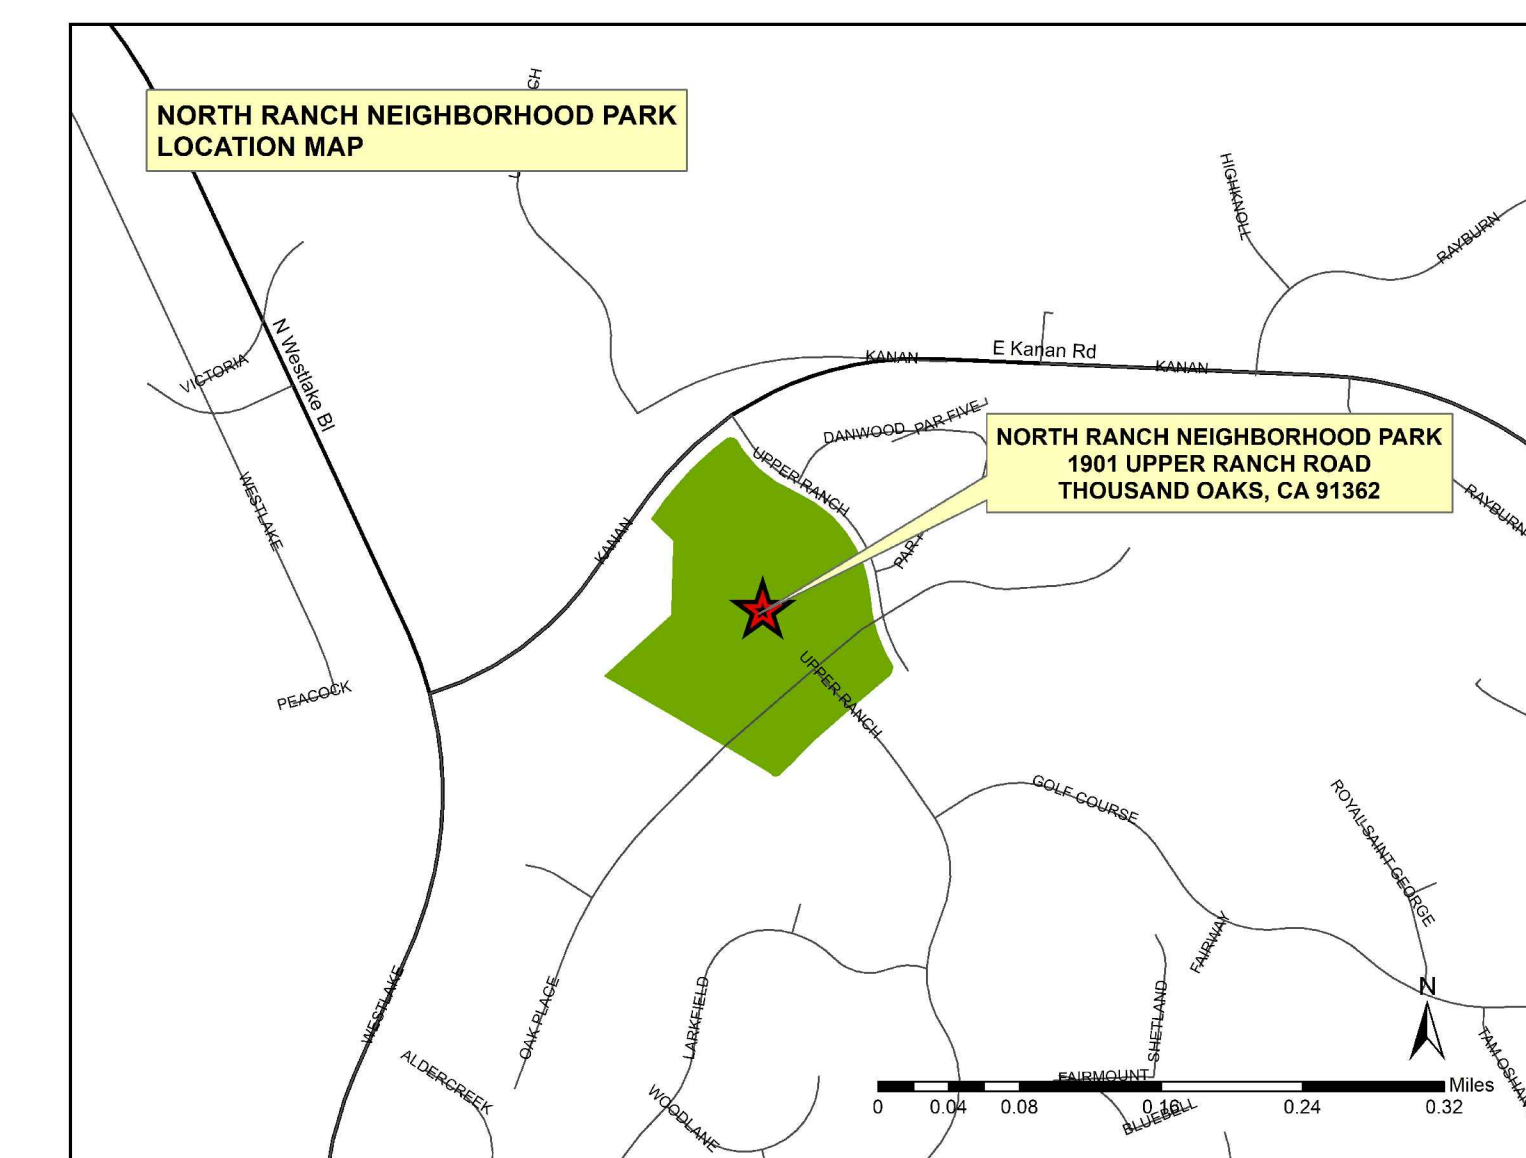 NORTH RANCH NEIGHBORHOOD PARK
LOCATION MAP
HIGHKNOLL
RAYBURN
VICTORIA
N Westlake Bl
KANAN
E Kanan Rd
KANAN
DANWOOD
PAR FIVE
UPPER RANCH
NORTH RANCH NEIGHBORHOOD PARK
1901 UPPER RANCH ROAD
THOUSAND OAKS, CA 91362
RAYBURN
WESTLAKE
KANAN
PAR
PEACOCK
UPPER RANCH
GOLF COURSE
ROYAL SAINT GEORGE
FAIRWAY
WESTLAKE
OAK PLACE
LARKFIELD
SHETLAND
N
TAM OSHAN
ALDERCREEK
WOODLANE
FAIRMOUNT
BLUEBELL
Miles
0 0.04 0.08 0.16 0.24 0.32